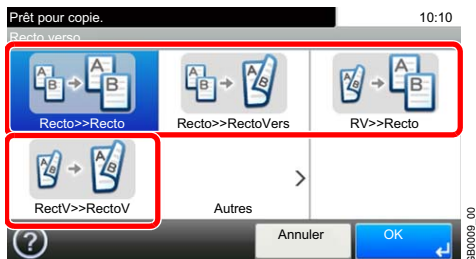 Prêt pour copie. 10:10
Recto verso
A B A B A B A B
Recto>>Recto Recto>>RectoVers RV>>Recto
A B A B
RectV>>RectoV Autres
? Annuler OK